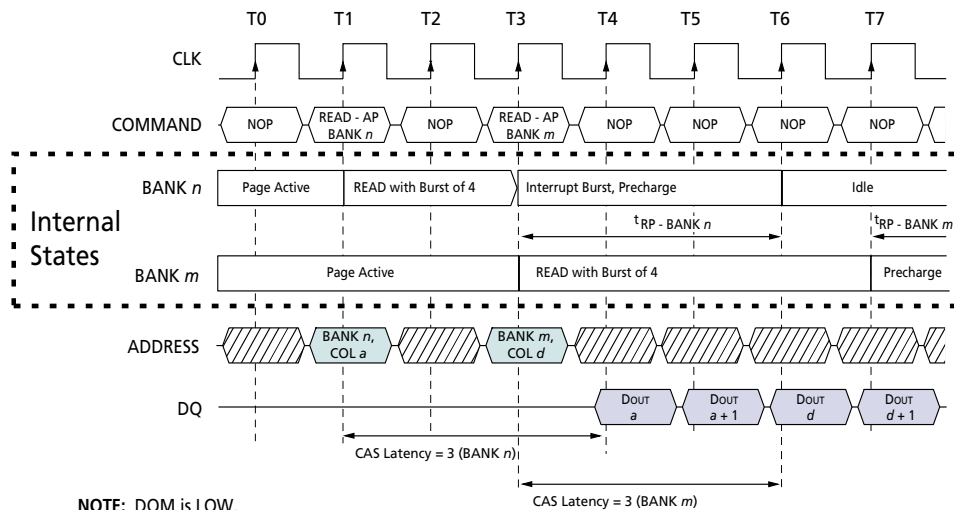 T0 T1 T2 T3 T4 T5 T6 T7
CLK
COMMAND NOP READ - AP BANK n NOP READ - AP BANK m NOP NOP NOP NOP
Internal States
BANK n Page Active READ with Burst of 4 Interrupt Burst, Precharge Idle
tRP - BANK n tRP - BANK m
BANK m Page Active READ with Burst of 4 Precharge
ADDRESS BANK n, COL a BANK m, COL d
DQ DOUT a DOUT a + 1 DOUT d DOUT d + 1
CAS Latency = 3 (BANK n)
CAS Latency = 3 (BANK m)
NOTE: DQM is LOW.